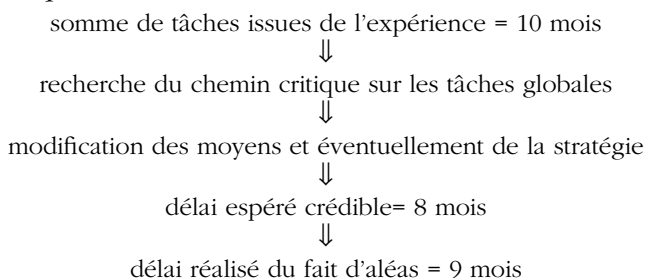 somme de tâches issues de l’expérience = 10 mois
⇓
recherche du chemin critique sur les tâches globales
⇓
modification des moyens et éventuellement de la stratégie
⇓
délai espéré crédible= 8 mois
⇓
délai réalisé du fait d’aléas = 9 mois